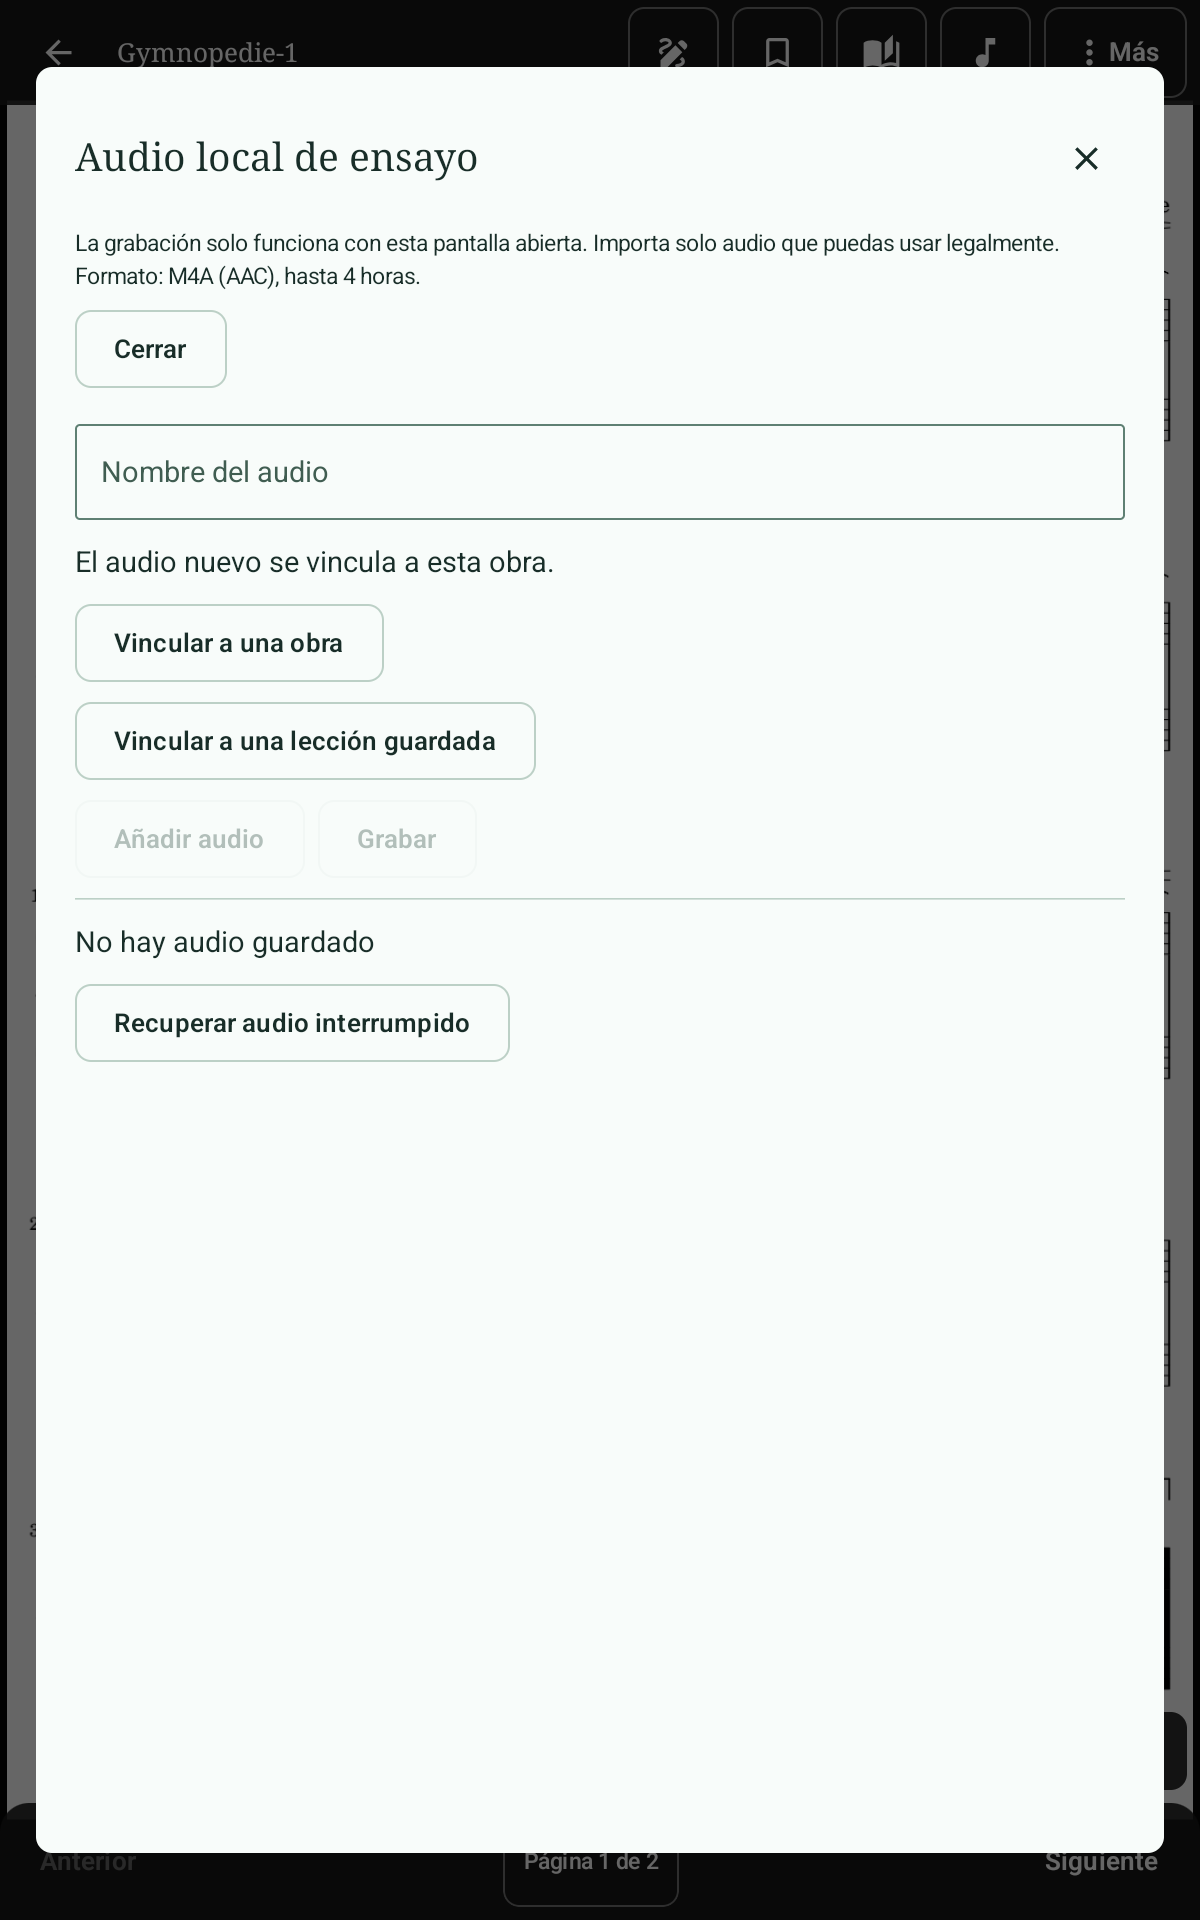 Gymnopedie-1
Más
Audio local de ensayo
La grabación solo funciona con esta pantalla abierta. Importa solo audio que puedas usar legalmente.
Formato: M4A (AAC), hasta 4 horas.
Cerrar
Nombre del audio
El audio nuevo se vincula a esta obra.
Vincular a una obra
Vincular a una lección guardada
Añadir audio
Grabar
No hay audio guardado
Recuperar audio interrumpido
Anterior
Página 1 de 2
Siguiente